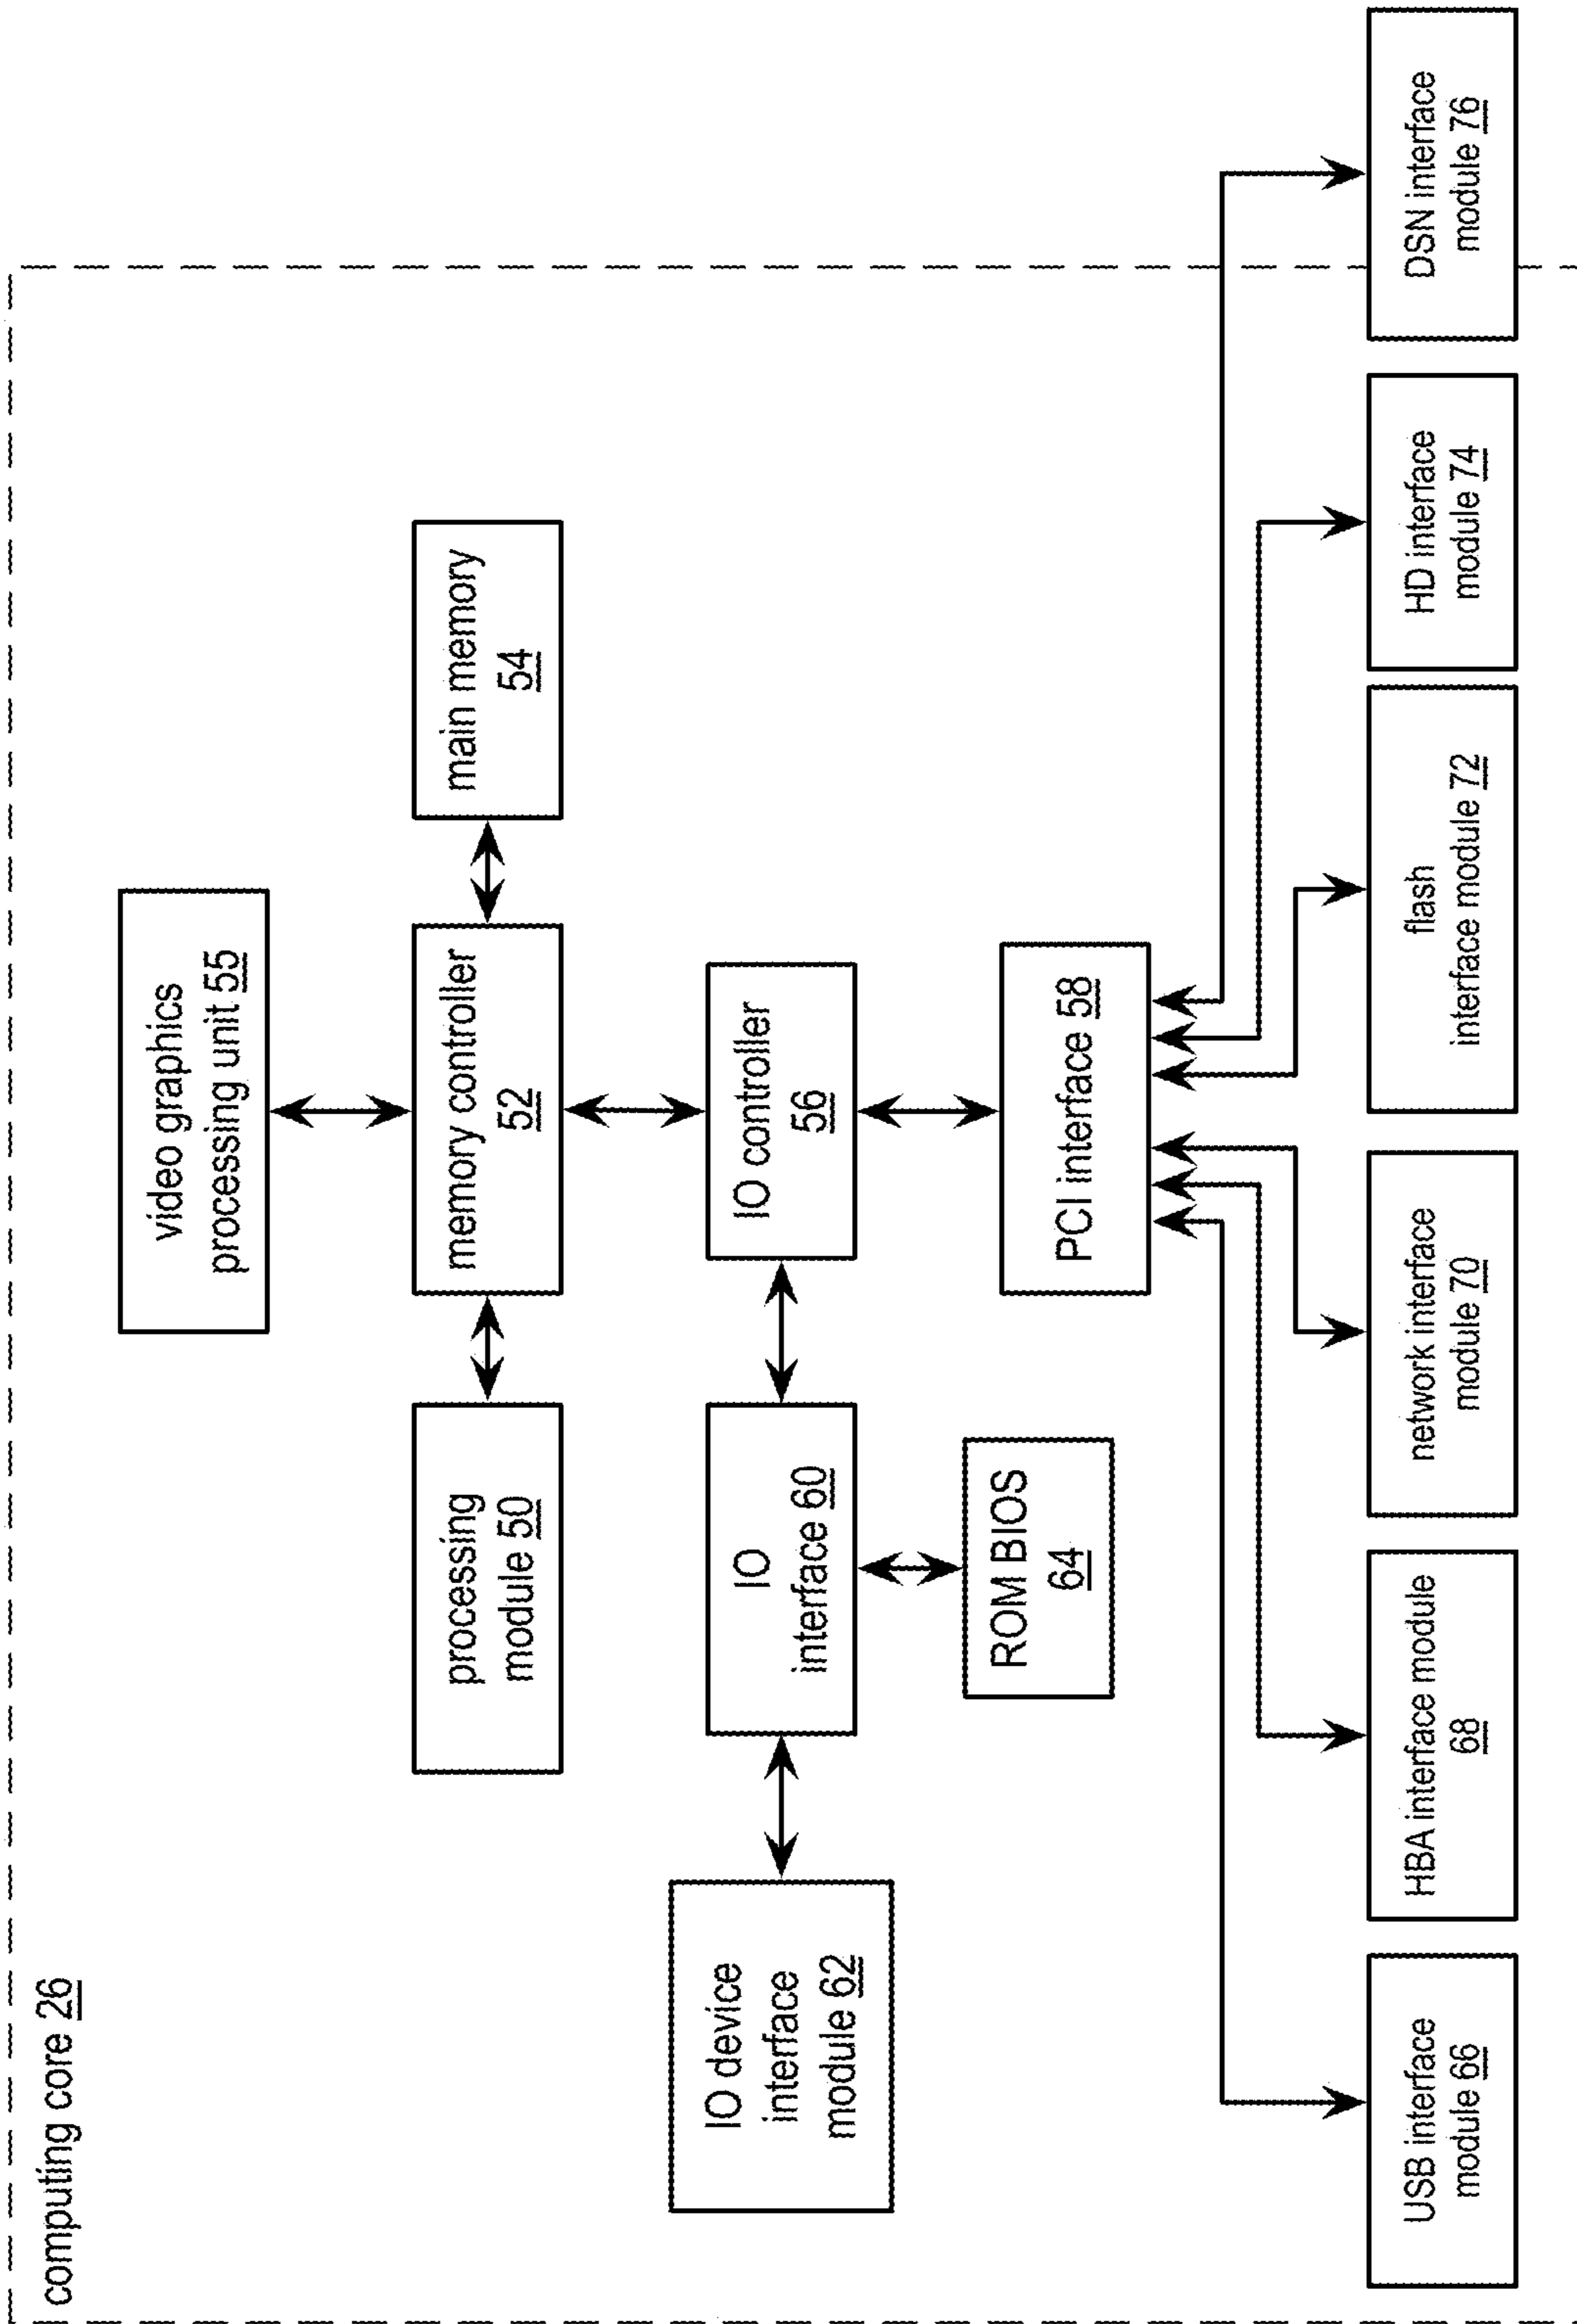 computing core 26
video graphics
processing unit 55
processing
module 50
memory controller
52
main memory
54
IO device
interface
module 62
IO
interface 60
IO controller
56
ROM BIOS
64
PCI interface 58
USB interface
module 66
HBA interface module
68
network interface
module 70
flash
interface module 72
HD interface
module 74
DSN interface
module 76